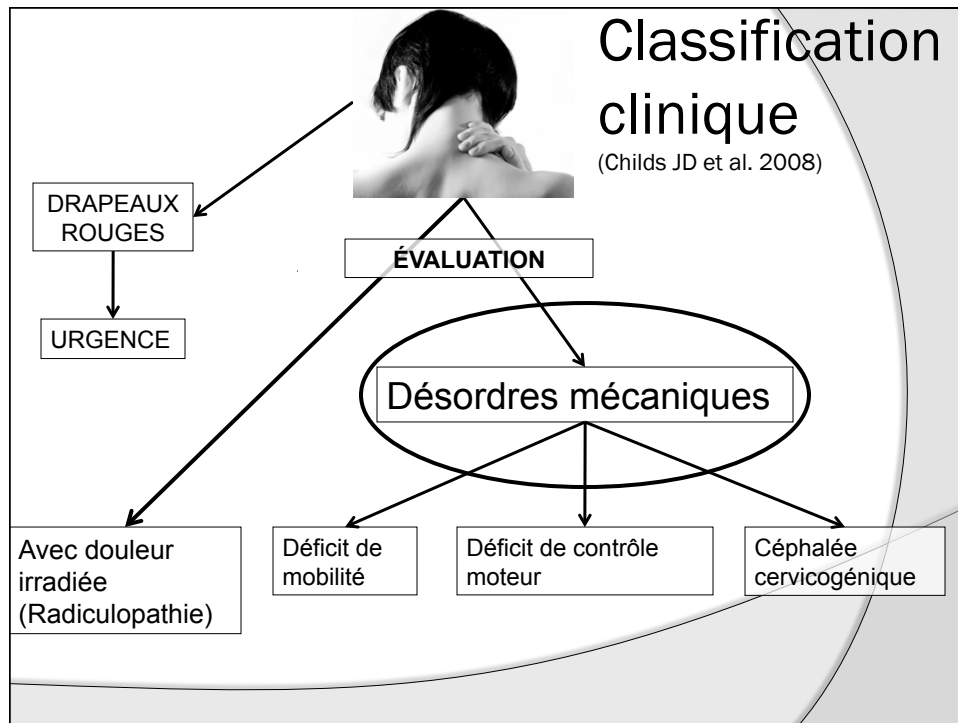 Classification
clinique
(Childs JD et al. 2008)
DRAPEAUX
ROUGES
ÉVALUATION
URGENCE
Désordres mécaniques
Avec douleur
irradiée
(Radiculopathie)
Déficit de
mobilité
Déficit de contrôle
moteur
Céphalée
cervicogénique